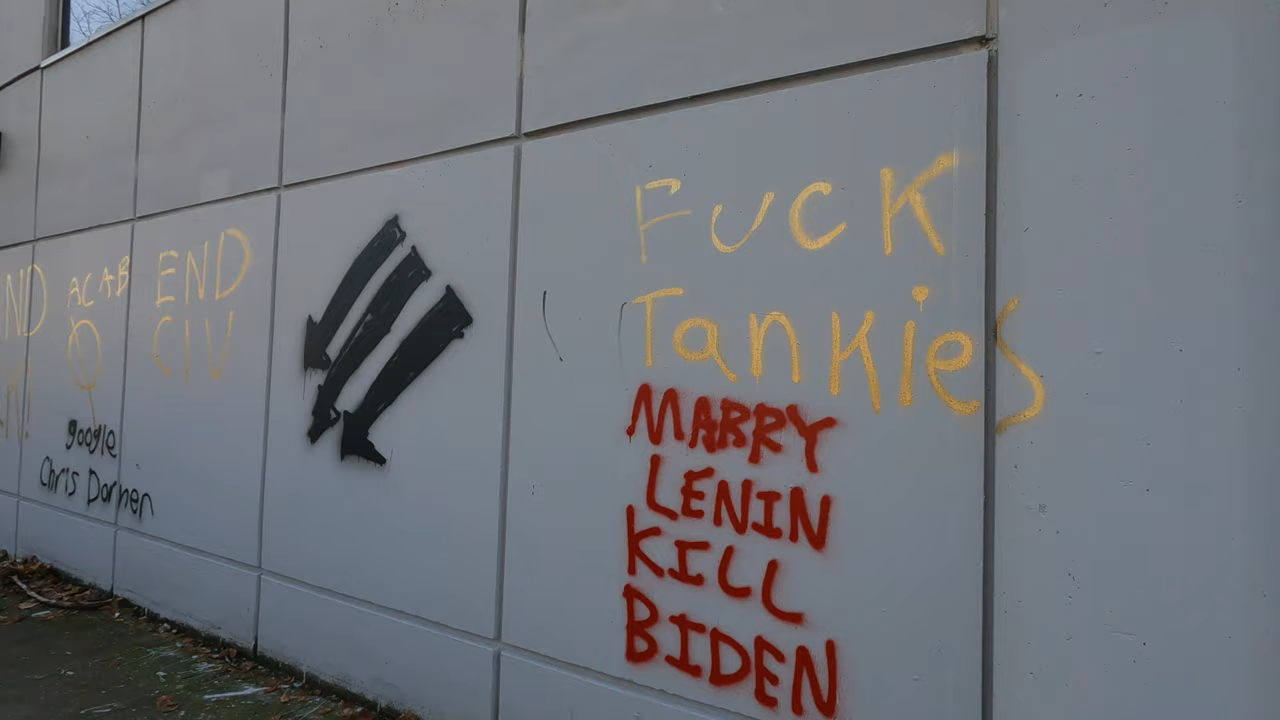 FUCK
Tankies
MARRY
LENIN
KILL
BIDEN
END
CIV
ACAB
google
Chris Dorner
ND